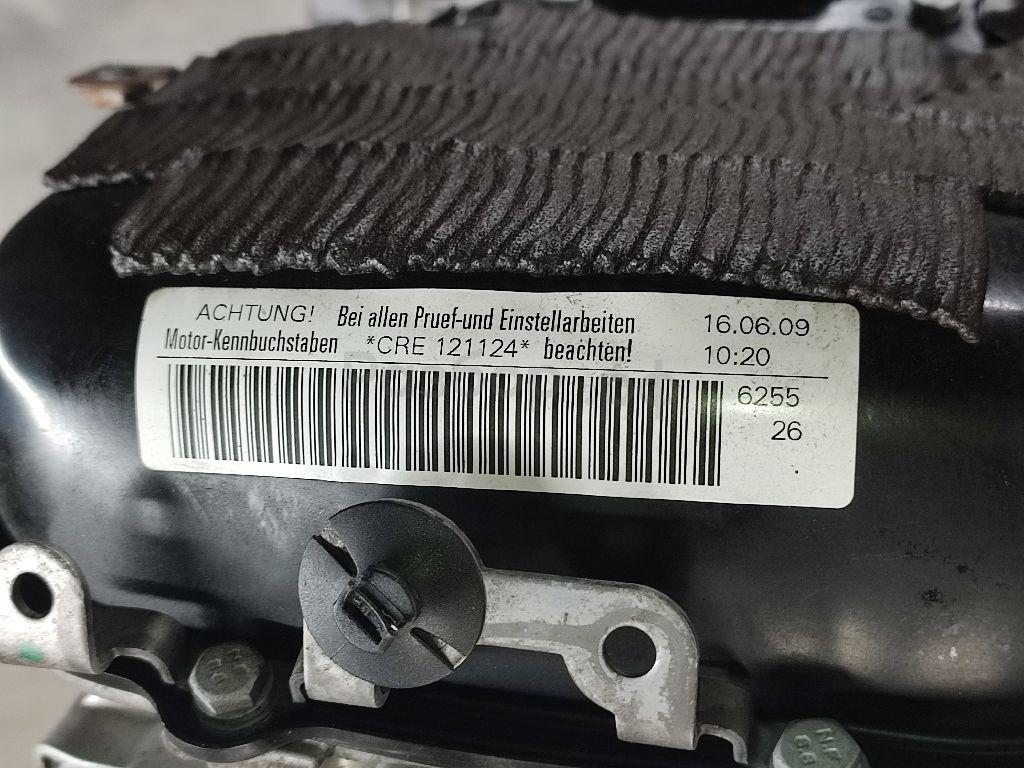 ACHTUNG! Bei allen Pruef-und Einstellarbeiten 16.06.09
Motor-Kennbuchstaben *CRE 121124* beachten! 10:20
6255
26